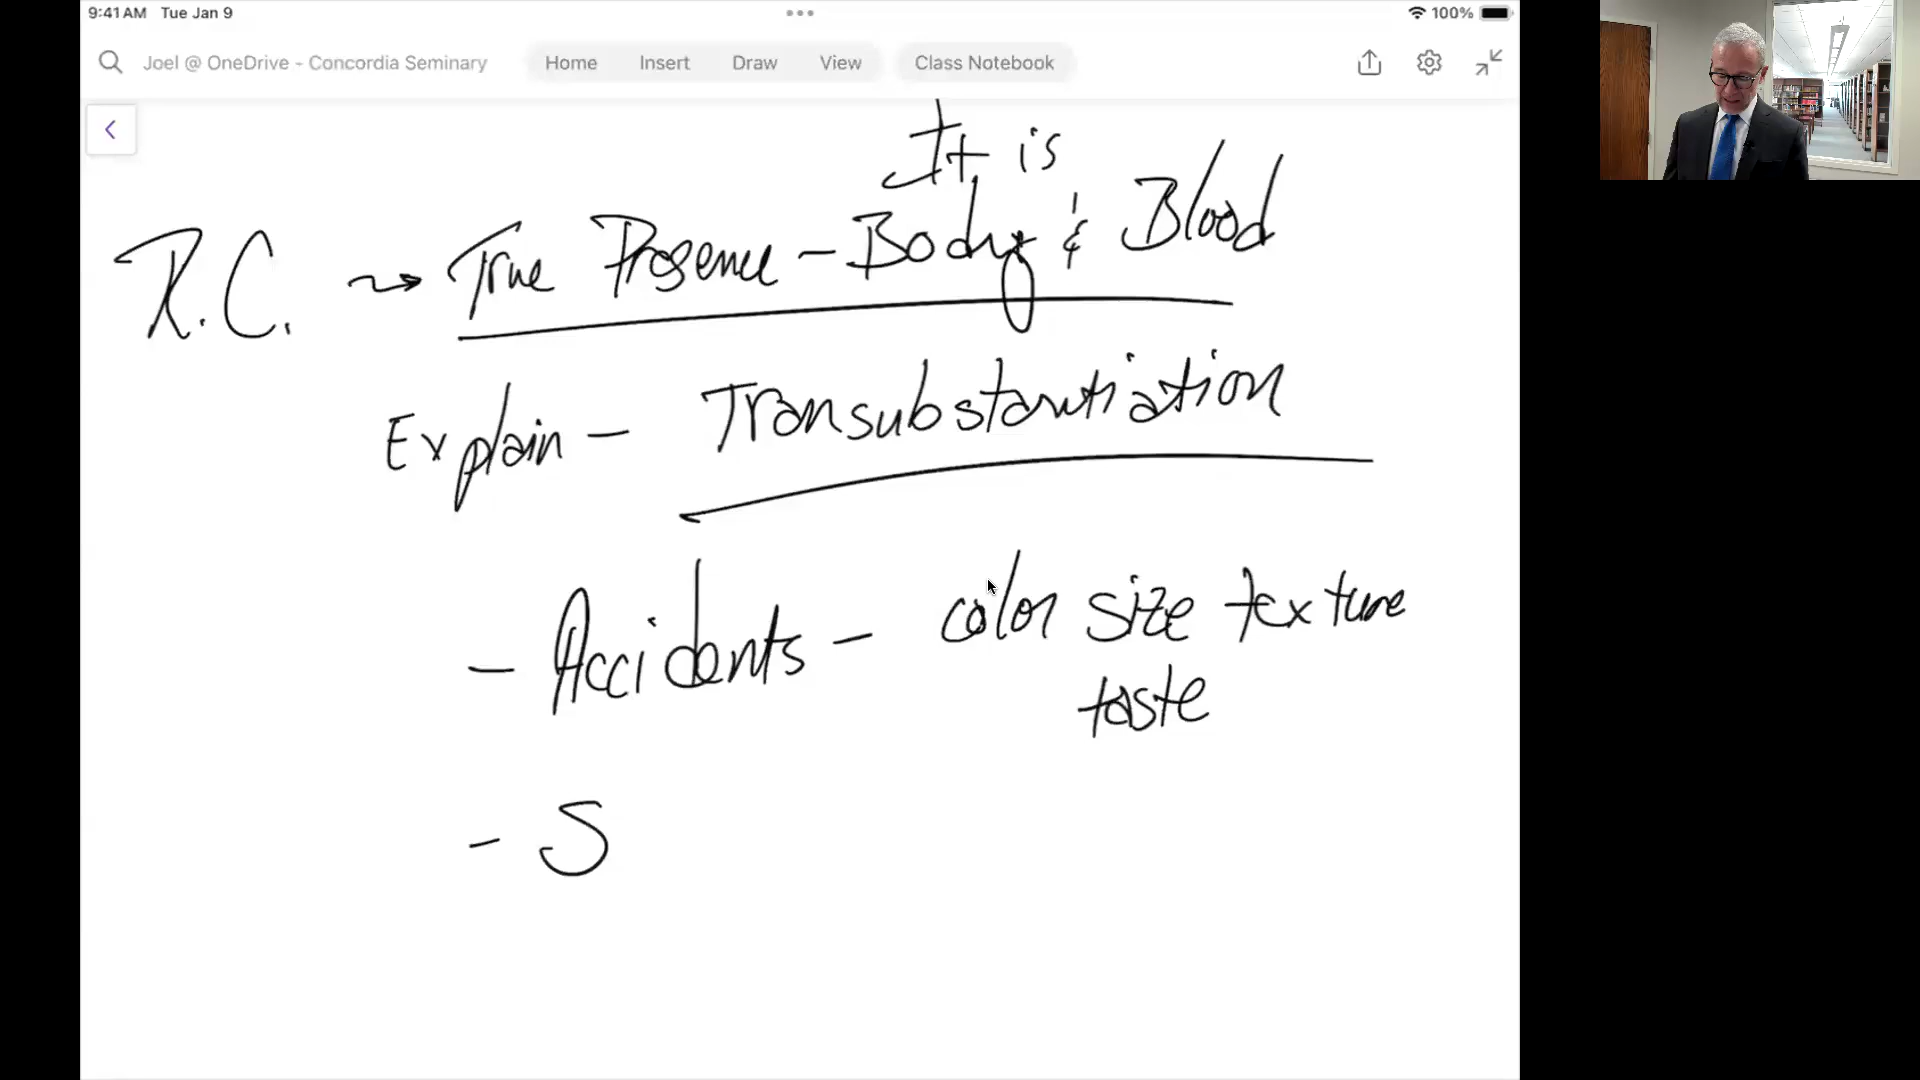 9:41 AM Tue Jan 9
100%
Joel @ OneDrive - Concordia Seminary Home Insert Draw View Class Notebook
It is
R.C. → True Presence - Body & Blood
Explain - Transubstantiation
- Accidents - color size texture
taste
- S